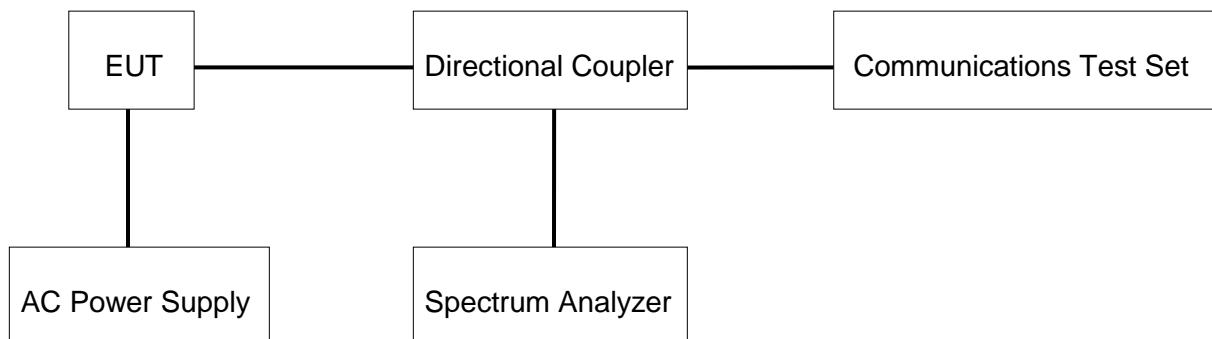 EUT
Directional Coupler
Communications Test Set
AC Power Supply
Spectrum Analyzer